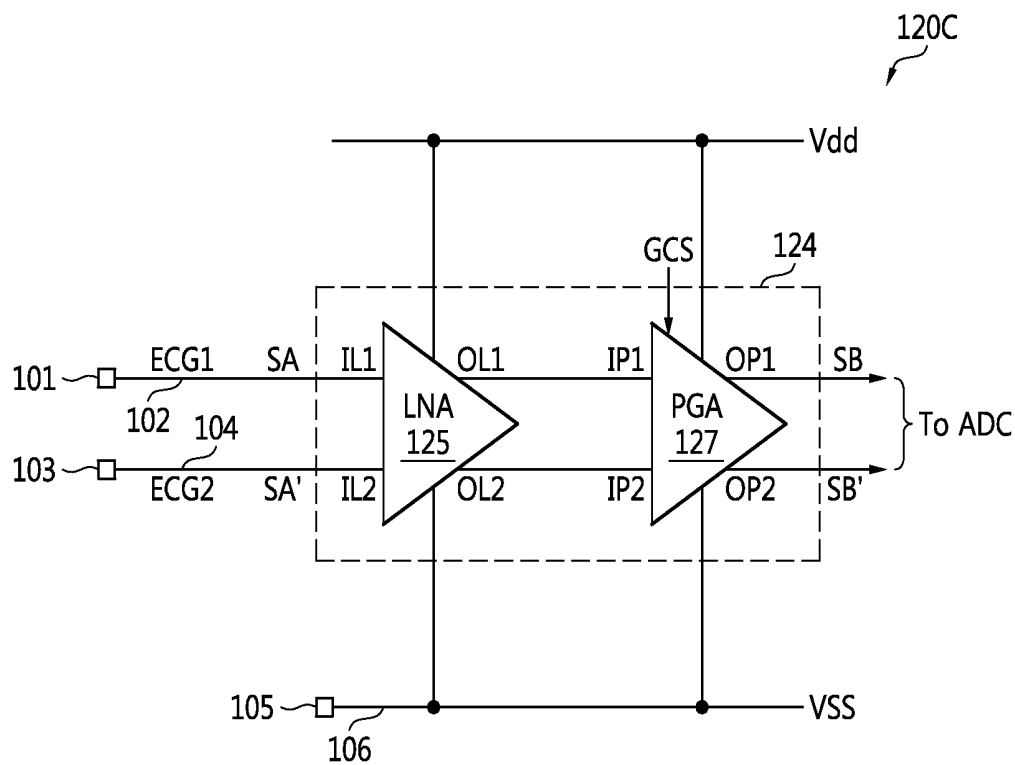 120C
Vdd
GCS
124
ECG1 SA IL1 OL1 IP1 OP1 SB
101
102
LNA
125
PGA
127
To ADC
104
103
ECG2 SA' IL2 OL2 IP2 OP2 SB'
105
VSS
106